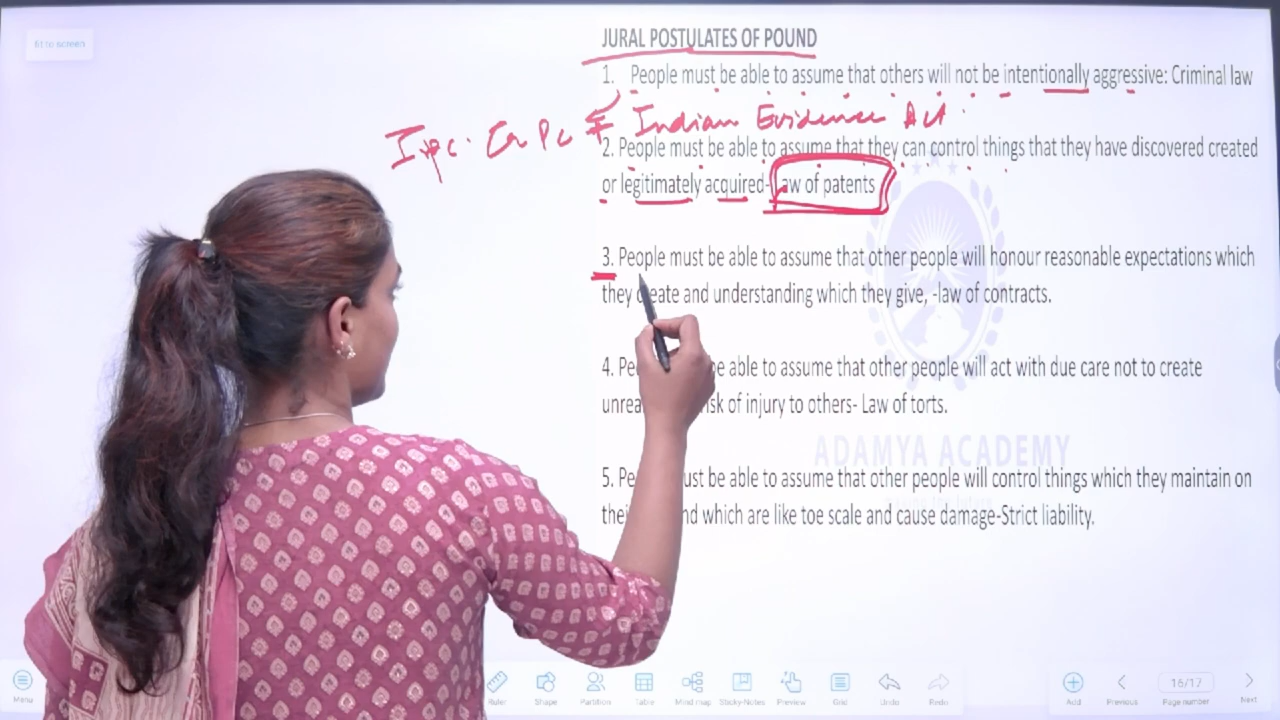 Fit to screen
JURAL POSTULATES OF POUND
1. People must be able to assume that others will not be intentionally aggressive: Criminal law
Ipc. Cr Pc Indian Evidence Act
2. People must be able to assume that they can control things that they have discovered created
or legitimately acquired- Law of patents
3. People must be able to assume that other people will honour reasonable expectations which
they create and understanding which they give, -law of contracts.
4. Pe be able to assume that other people will act with due care not to create
unrea risk of injury to others- Law of torts.
ADAMYA ACADEMY
5. Pe ust be able to assume that other people will control things which they maintain on
thei nd which are like toe scale and cause damage-Strict liability.
Menu Ruler Shape Partition Table Mind map Sticky-Notes Preview Grid Undo Redo Add Previous 16/17 Page number Next